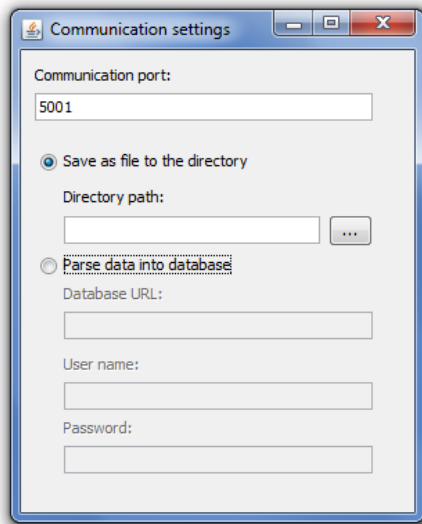 Communication settings
Communication port:
5001
Save as file to the directory
Directory path:
...
Parse data into database
Database URL:
User name:
Password: